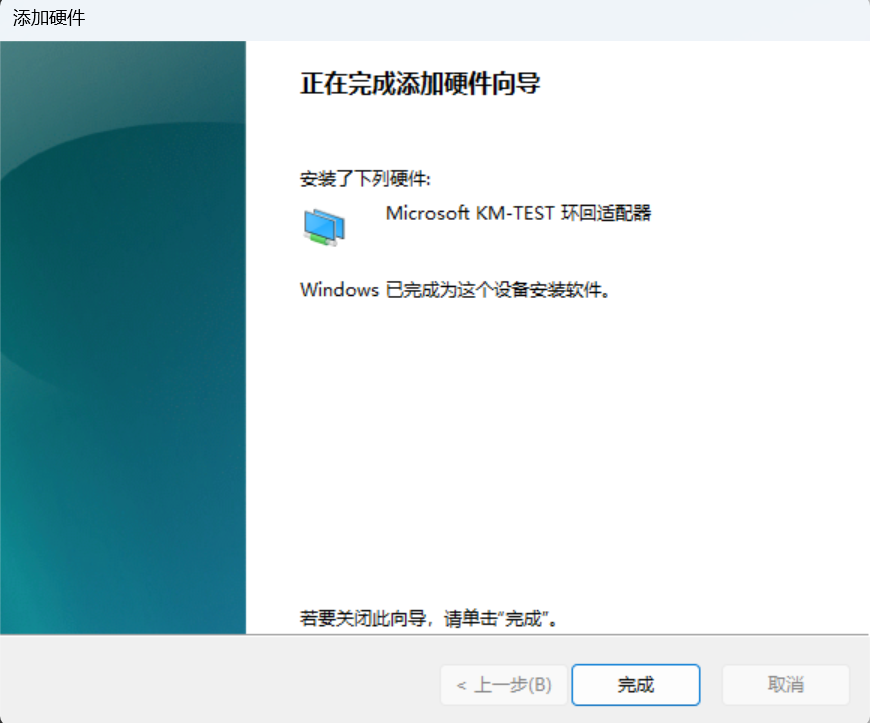 添加硬件
正在完成添加硬件向导
安装了下列硬件:
Microsoft KM-TEST 环回适配器
Windows 已完成为这个设备安装软件。
若要关闭此向导，请单击“完成”。
< 上一步(B)
完成
取消